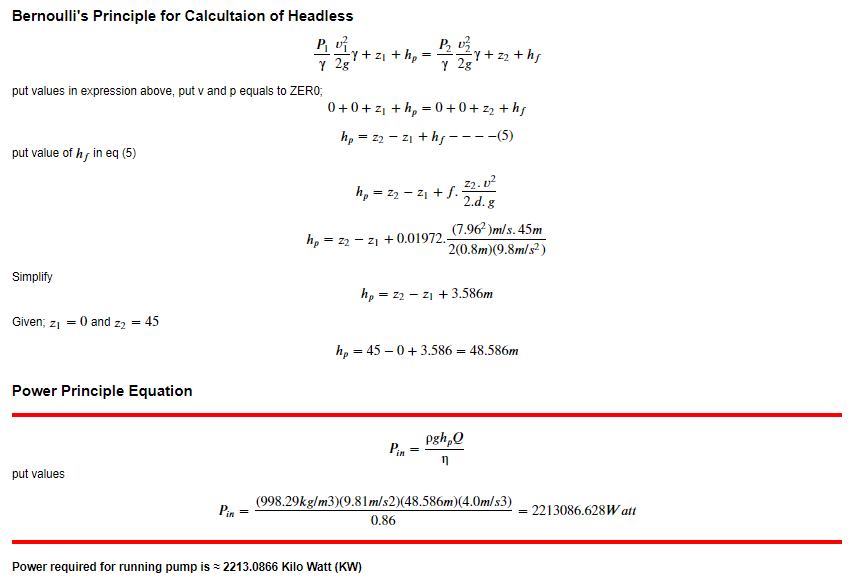 Bernoulli's Principle for Calcultaion of Headless
P₁/γ v₁²/2g γ + z₁ + hₚ = P₂/γ v₂²/2g γ + z₂ + h_f
put values in expression above, put v and p equals to ZER0;
0 + 0 + z₁ + hₚ = 0 + 0 + z₂ + h_f
hₚ = z₂ − z₁ + h_f − − − −(5)
put value of h_f in eq (5)
hₚ = z₂ − z₁ + f. z₂. υ²/2.d. g
hₚ = z₂ − z₁ + 0.01972. (7.96²)m/s. 45m/2(0.8m)(9.8m/s²)
Simplify
hₚ = z₂ − z₁ + 3.586m
Given; z₁ = 0 and z₂ = 45
hₚ = 45 − 0 + 3.586 = 48.586m
Power Principle Equation
P_in = ρghₚQ/η
put values
P_in = (998.29kg/m3)(9.81m/s2)(48.586m)(4.0m/s3)/0.86 = 2213086.628Watt
Power required for running pump is ≈ 2213.0866 Kilo Watt (KW)